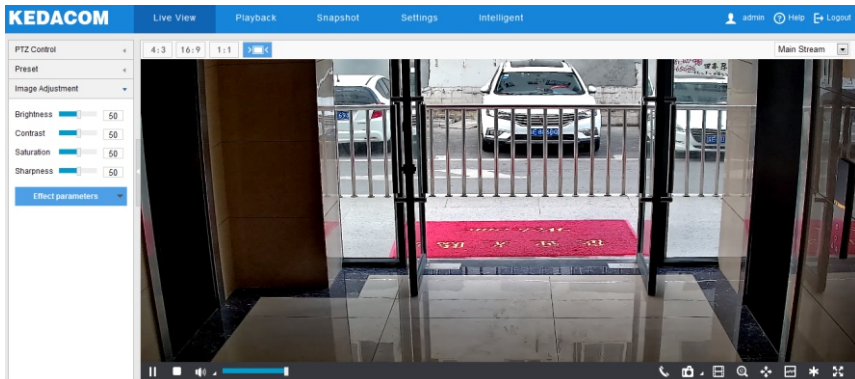 KEDACOM
Live View Playback Snapshot Settings Intelligent admin Help Logout
PTZ Control 4:3 16:9 1:1 Main Stream
Preset
Image Adjustment
Brightness 50
Contrast 50
Saturation 50
Sharpness 50
Effect parameters